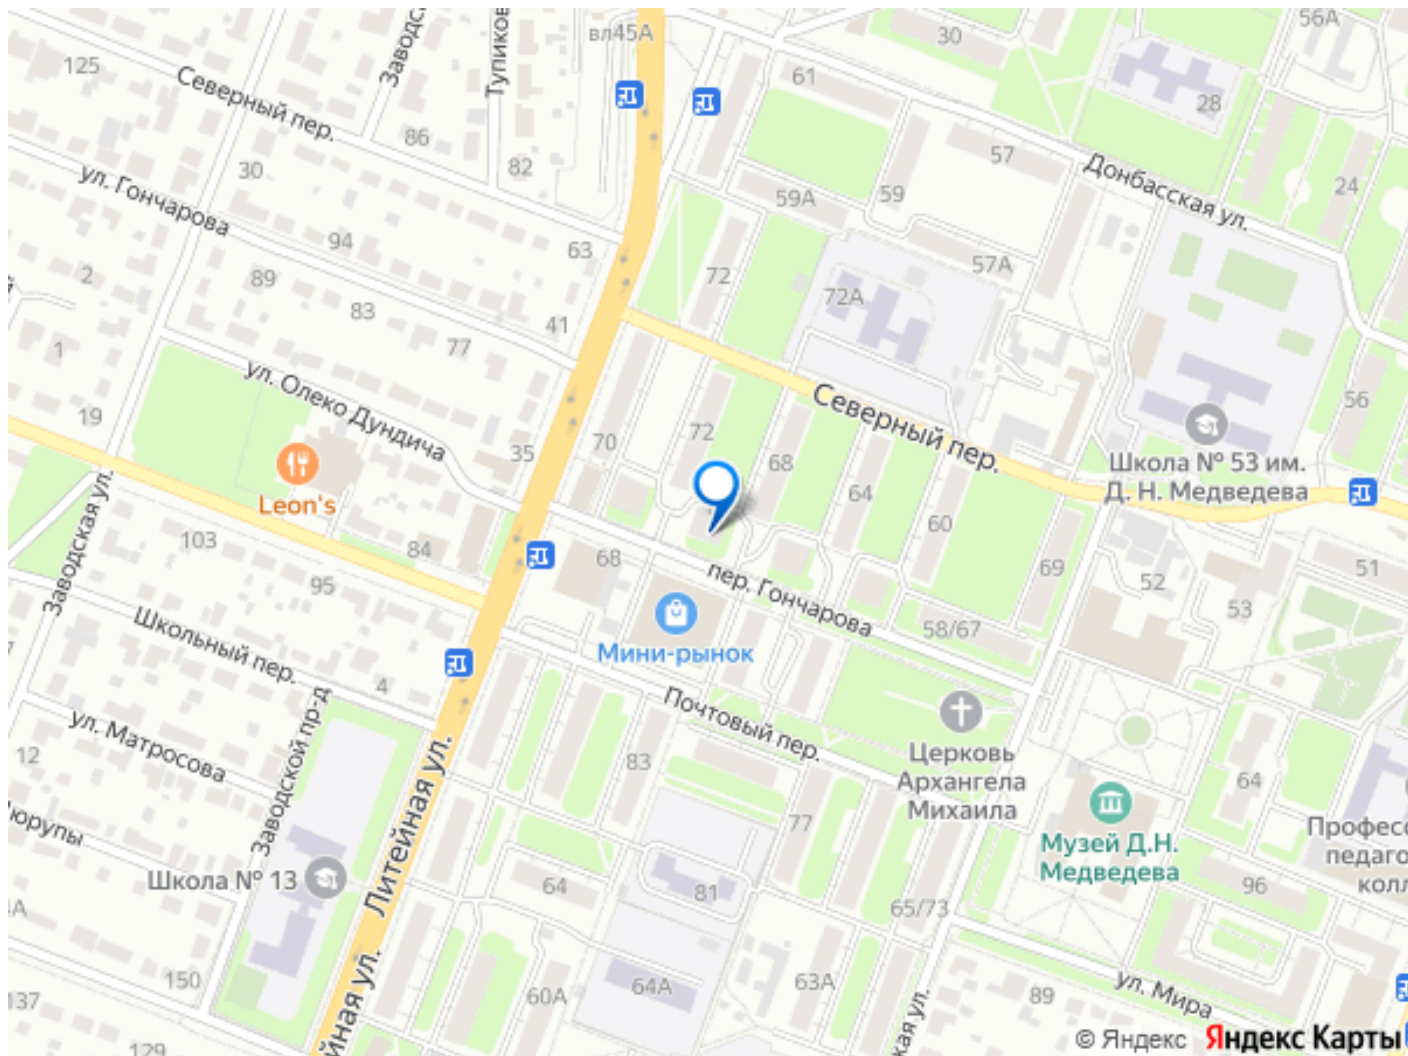 вл45А
56А
30
125
Северный пер.
61
28
86
82
57
Донбасская ул.
24
30
ул. Гончарова
59А
59
94
63
57А
2
89
72
72А
83
41
77
1
ул. Олеко Дундича
Северный пер.
56
19
72
70
35
68
Школа № 53 им.
Д. Н. Медведева
Leon's
64
60
Заводская ул.
103
84
68
пер. Гончарова
69
52
51
95
53
58/67
Школьный пер.
Мини-рынок
4
Почтовый пер.
ул. Матросова
Заводской пр-д
Литейная ул.
12
83
Церковь
Архангела
Михаила
64
77
Музей Д.Н.
Медведева
Школа № 13
64
81
96
65/73
150
60А
64А
63А
89
ул. Мира
137
129
© Яндекс Яндекс Карты